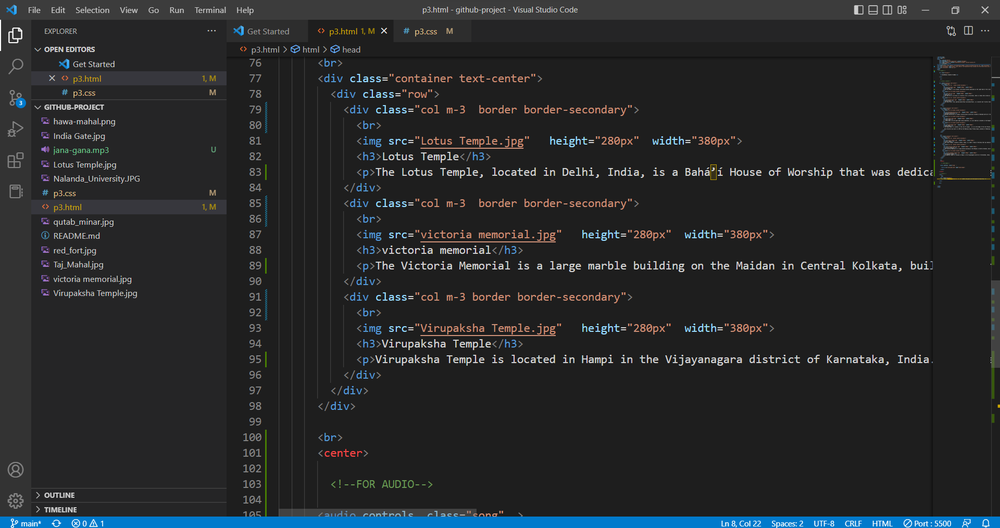 File Edit Selection View Go Run Terminal Help
p3.html - github-project - Visual Studio Code
EXPLORER
OPEN EDITORS
Get Started
p3.html 1, M
p3.css M
GITHUB-PROJECT
hawa-mahal.png
India Gate.jpg
jana-gana.mp3 U
Lotus Temple.jpg
Nalanda_University.JPG
p3.css M
p3.html 1, M
qutab_minar.jpg
README.md
red_fort.jpg
Taj_Mahal.jpg
victoria memorial.jpg
Virupaksha Temple.jpg
OUTLINE
TIMELINE
3
Get Started
p3.html 1, M
p3.css M
p3.html > html > head
76 <br>
77 <div class="container text-center">
78 <div class="row">
79 <div class="col m-3  border border-secondary">
80 <br>
81 <img src="Lotus Temple.jpg"   height="280px"  width="380px">
82 <h3>Lotus Temple</h3>
83 <p>The Lotus Temple, located in Delhi, India, is a Bahá’í House of Worship that was dedica
84 </div>
85 <div class="col m-3  border border-secondary">
86 <br>
87 <img src="victoria memorial.jpg"   height="280px"  width="380px">
88 <h3>victoria memorial</h3>
89 <p>The Victoria Memorial is a large marble building on the Maidan in Central Kolkata, buil
90 </div>
91 <div class="col m-3 border border-secondary">
92 <br>
93 <img src="Virupaksha Temple.jpg"   height="280px"  width="380px">
94 <h3>Virupaksha Temple</h3>
95 <p>Virupaksha Temple is located in Hampi in the Vijayanagara district of Karnataka, India.
96 </div>
97 </div>
98 </div>
99
100 <br>
101 <center>
102
103 <!--FOR AUDIO-->
104
105 <audio controls  class="song"  >
main* 0 1
Ln 8, Col 22 Spaces: 2 UTF-8 CRLF HTML Port : 5500